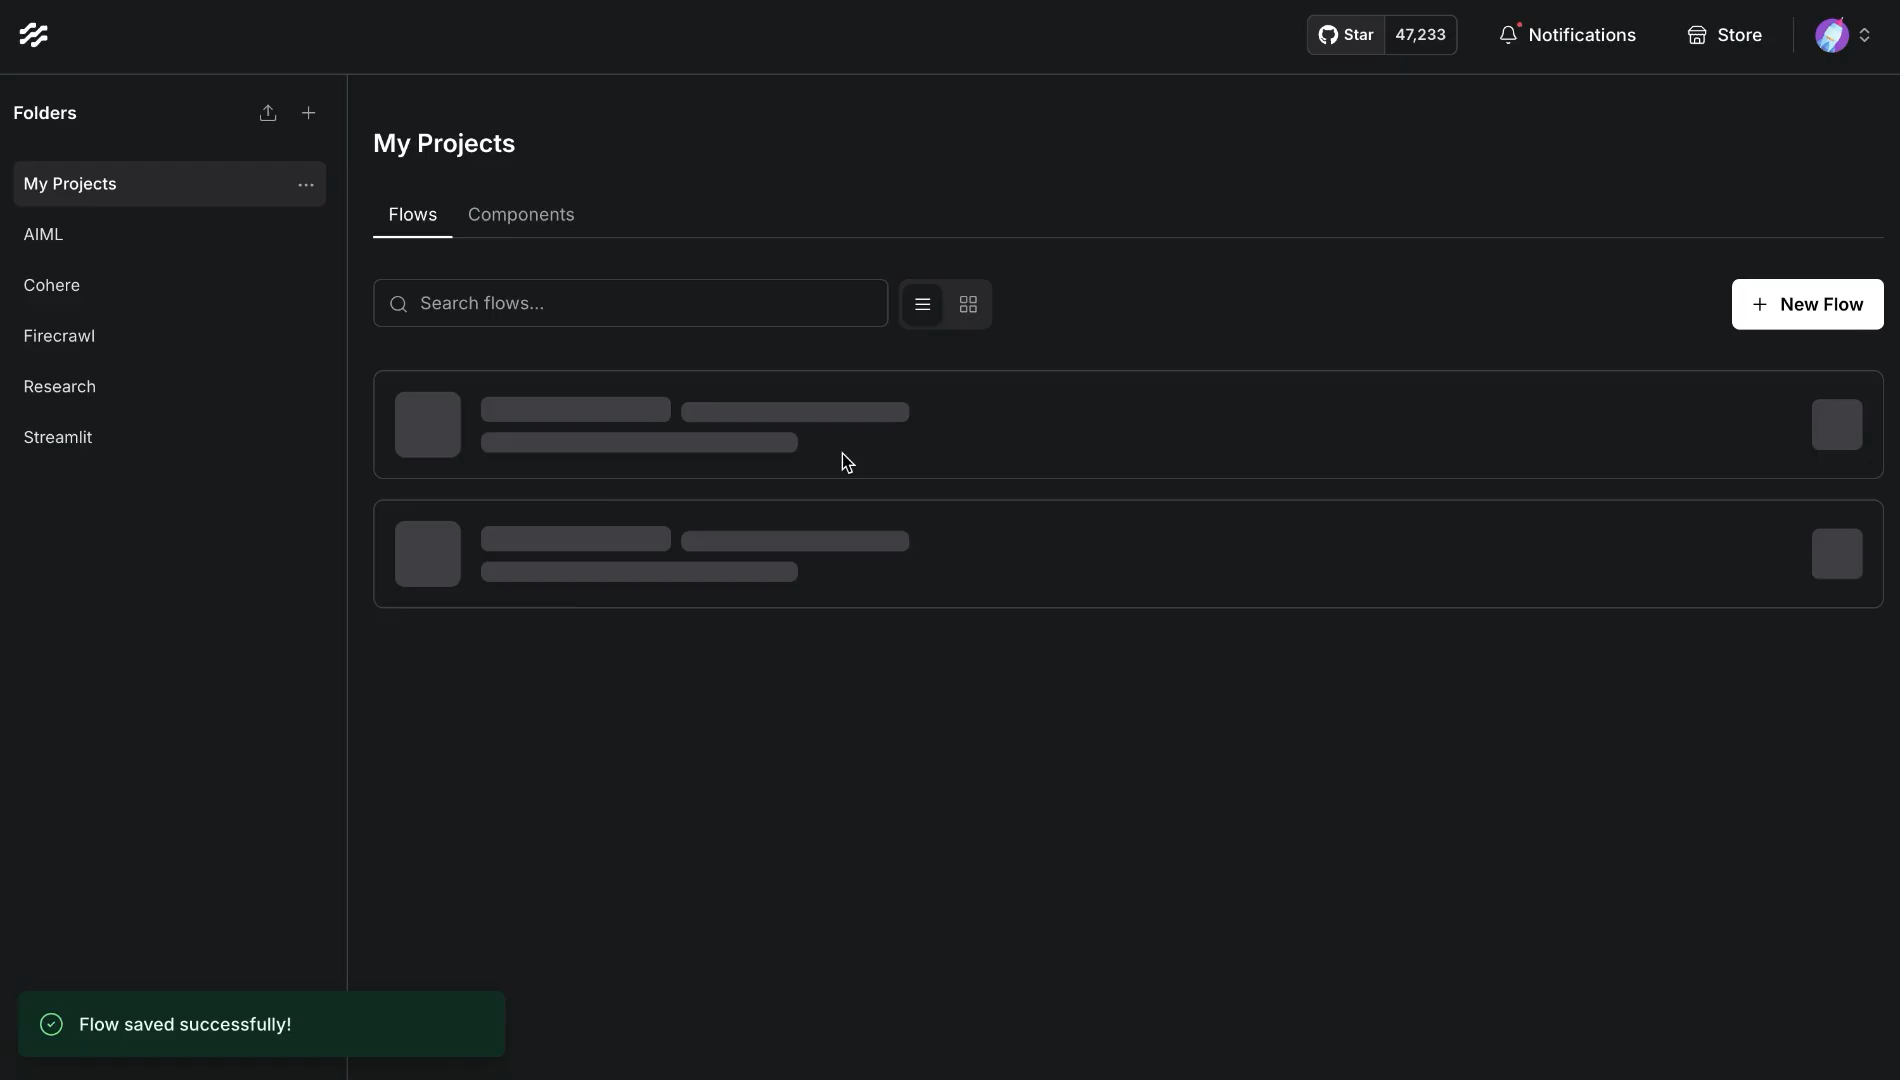 Star 47,233
Notifications
Store
Folders
My Projects
AIML
Cohere
Firecrawl
Research
Streamlit
My Projects
Flows
Components
Search flows...
New Flow
Flow saved successfully!